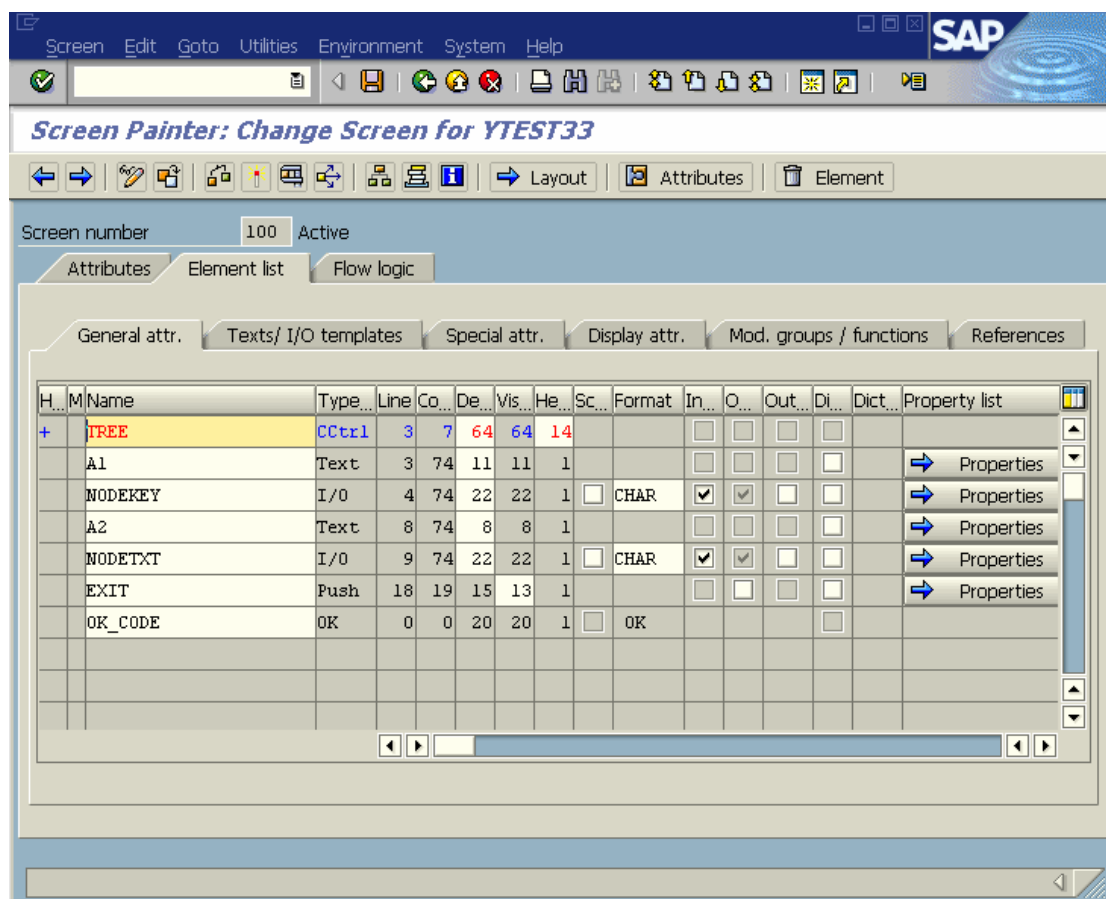 Screen Edit Goto Utilities Environment System Help
SAP
Screen Painter: Change Screen for YTEST33
Layout Attributes Element
Screen number 100 Active
Attributes Element list Flow logic
General attr. Texts/ I/O templates Special attr. Display attr. Mod. groups / functions References
H... M Name Type... Line Co... De... Vis... He... Sc... Format In... O... Out... Di... Dict... Property list
+ TREE CCtrl 3 7 64 64 14
A1 Text 3 74 11 11 1 Properties
NODEKEY I/O 4 74 22 22 1 CHAR Properties
A2 Text 8 74 8 8 1 Properties
NODETXT I/O 9 74 22 22 1 CHAR Properties
EXIT Push 18 19 15 13 1 Properties
OK_CODE OK 0 0 20 20 1 OK